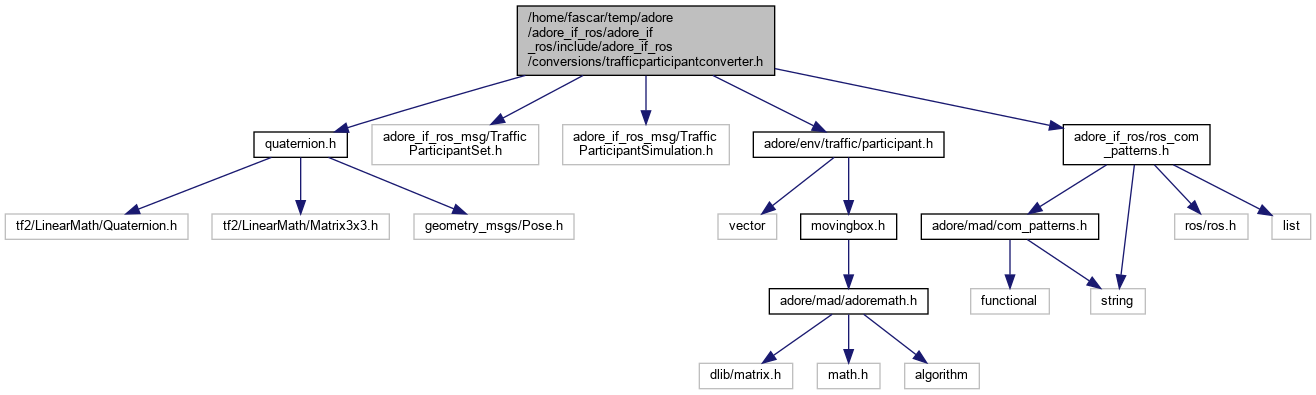 /home/fascar/temp/adore
/adore_if_ros/adore_if
_ros/include/adore_if_ros
/conversions/trafficparticipantconverter.h
quaternion.h
adore_if_ros_msg/Traffic
ParticipantSet.h
adore_if_ros_msg/Traffic
ParticipantSimulation.h
adore/env/traffic/participant.h
adore_if_ros/ros_com
_patterns.h
tf2/LinearMath/Quaternion.h
tf2/LinearMath/Matrix3x3.h
geometry_msgs/Pose.h
vector
movingbox.h
adore/mad/com_patterns.h
ros/ros.h
list
adore/mad/adoremath.h
functional
string
dlib/matrix.h
math.h
algorithm